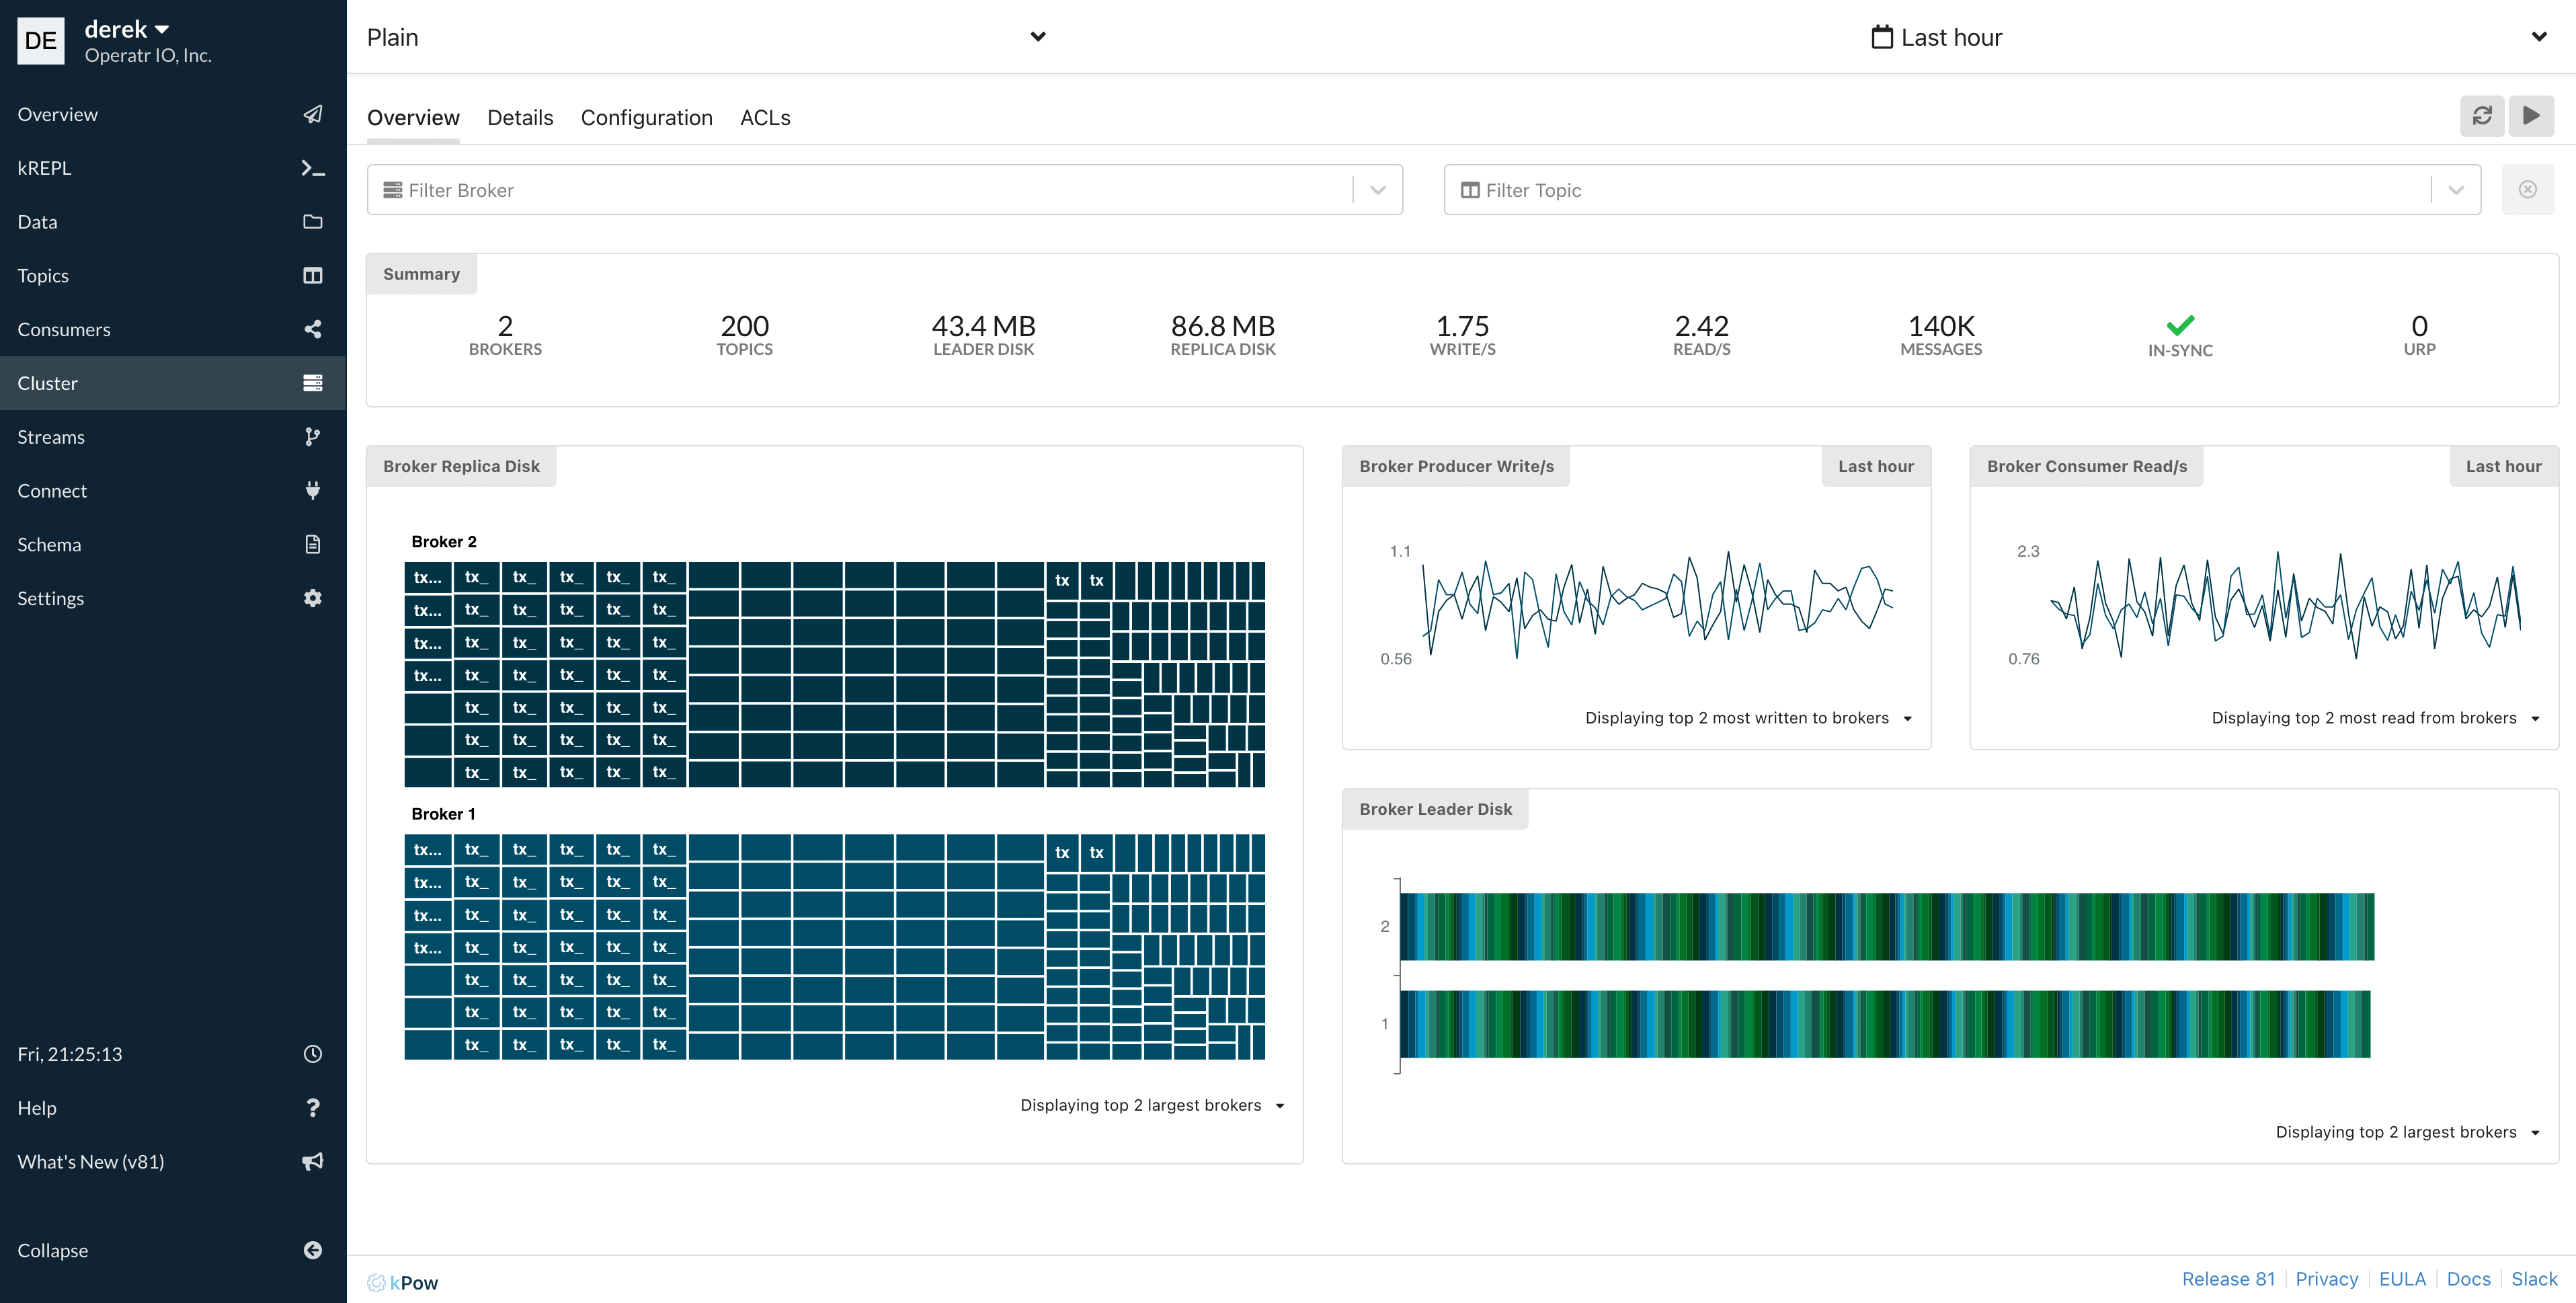 DE
derek
Operatr IO, Inc.
Overview
kREPL
Data
Topics
Consumers
Cluster
Streams
Connect
Schema
Settings
Fri, 21:25:13
Help
What's New (v81)
Collapse
Plain
Last hour
Overview Details Configuration ACLs
Filter Broker
Filter Topic
Summary
2 200 43.4 MB 86.8 MB 1.75 2.42 140K 0
BROKERS TOPICS LEADER DISK REPLICA DISK WRITE/S READ/S MESSAGES IN-SYNC URP
Broker Replica Disk
Broker 2
tx... tx_ tx_ tx_ tx_ tx_ tx tx
tx... tx_ tx_ tx_ tx_ tx_
tx... tx_ tx_ tx_ tx_ tx_
tx... tx_ tx_ tx_ tx_ tx_
tx_ tx_ tx_ tx_ tx_
tx_ tx_ tx_ tx_ tx_
tx_ tx_ tx_ tx_ tx_
Broker 1
tx... tx_ tx_ tx_ tx_ tx_ tx tx
tx... tx_ tx_ tx_ tx_ tx_
tx... tx_ tx_ tx_ tx_ tx_
tx... tx_ tx_ tx_ tx_ tx_
tx_ tx_ tx_ tx_ tx_
tx_ tx_ tx_ tx_ tx_
tx_ tx_ tx_ tx_ tx_
Displaying top 2 largest brokers
Broker Producer Write/s Last hour
1.1
0.56
Displaying top 2 most written to brokers
Broker Consumer Read/s Last hour
2.3
0.76
Displaying top 2 most read from brokers
Broker Leader Disk
2
1
Displaying top 2 largest brokers
kPow
Release 81 Privacy EULA Docs Slack